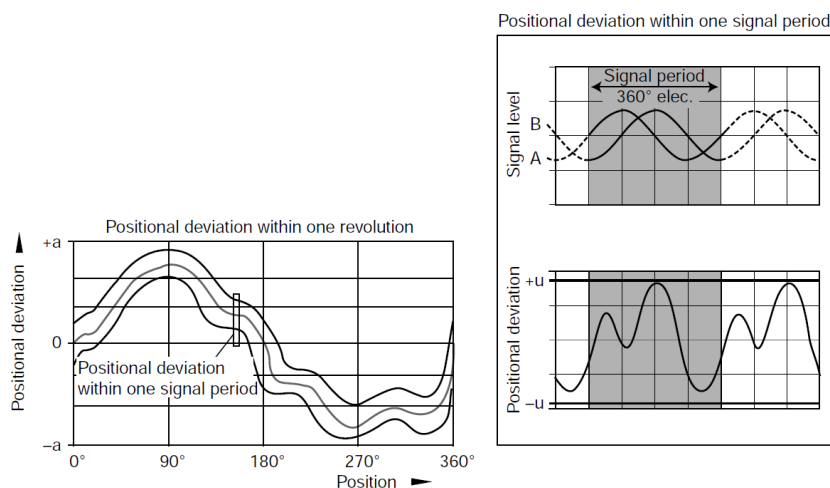 Positional deviation within one signal period
Signal period
360° elec.
Signal level
B
A
Positional deviation within one revolution
Positional deviation
+a
0
–a
Positional deviation
within one signal period
0°
90°
180°
270°
360°
Position
Positional deviation
+u
–u